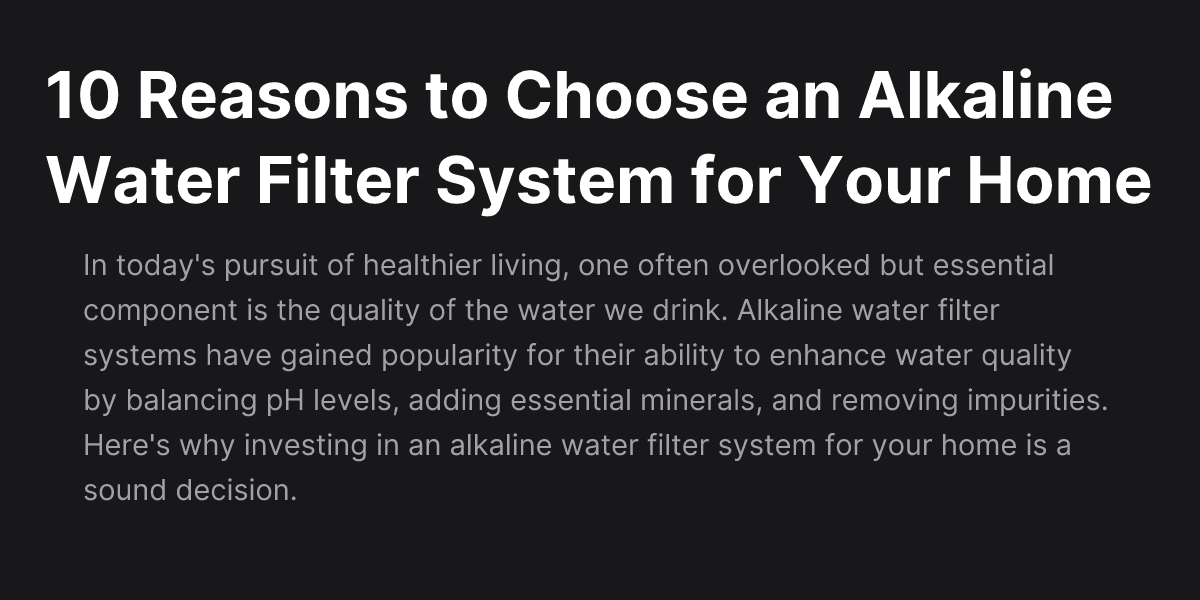 10 Reasons to Choose an Alkaline
Water Filter System for Your Home
In today's pursuit of healthier living, one often overlooked but essential
component is the quality of the water we drink. Alkaline water filter
systems have gained popularity for their ability to enhance water quality
by balancing pH levels, adding essential minerals, and removing impurities.
Here's why investing in an alkaline water filter system for your home is a
sound decision.